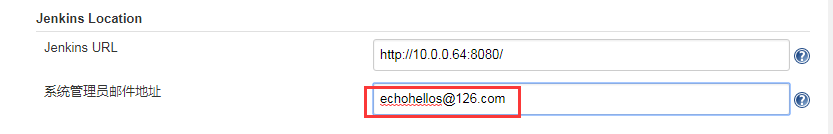 Jenkins Location
Jenkins URL
http://10.0.0.64:8080/
系统管理员邮件地址
echohellos@126.com